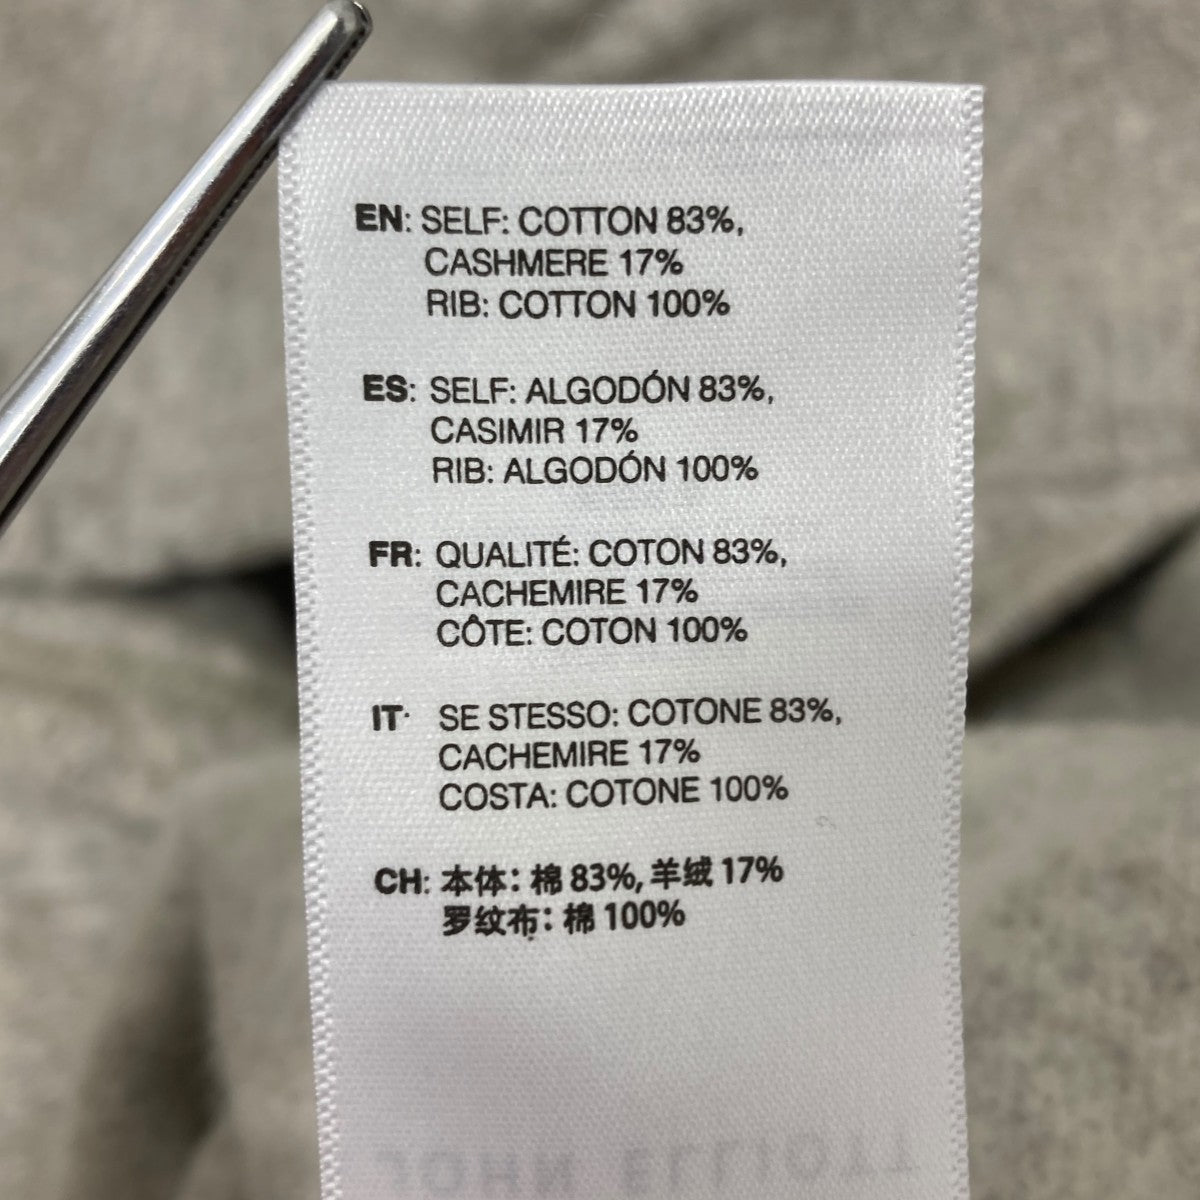 EN: SELF: COTTON 83%,
CASHMERE 17%
RIB: COTTON 100%
ES: SELF: ALGODÓN 83%,
CASIMIR 17%
RIB: ALGODÓN 100%
FR: QUALITÉ: COTON 83%,
CACHEMIRE 17%
CÔTE: COTON 100%
IT: SE STESSO: COTONE 83%,
CACHEMIRE 17%
COSTA: COTONE 100%
CH: 本体：棉 83%, 羊绒 17%
罗纹布：棉 100%
JOHN ELLIOTT